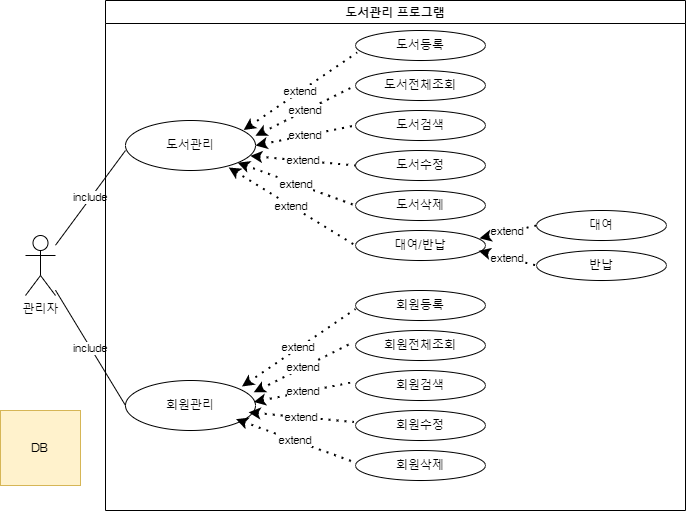 도서관리 프로그램
도서등록
extend
도서전체조회
extend
도서관리
도서검색
extend
도서수정
extend
include
도서삭제
extend
대여/반납
extend
대여
extend
반납
extend
관리자
회원등록
extend
include
회원전체조회
extend
회원관리
회원검색
extend
회원수정
extend
회원삭제
extend
DB